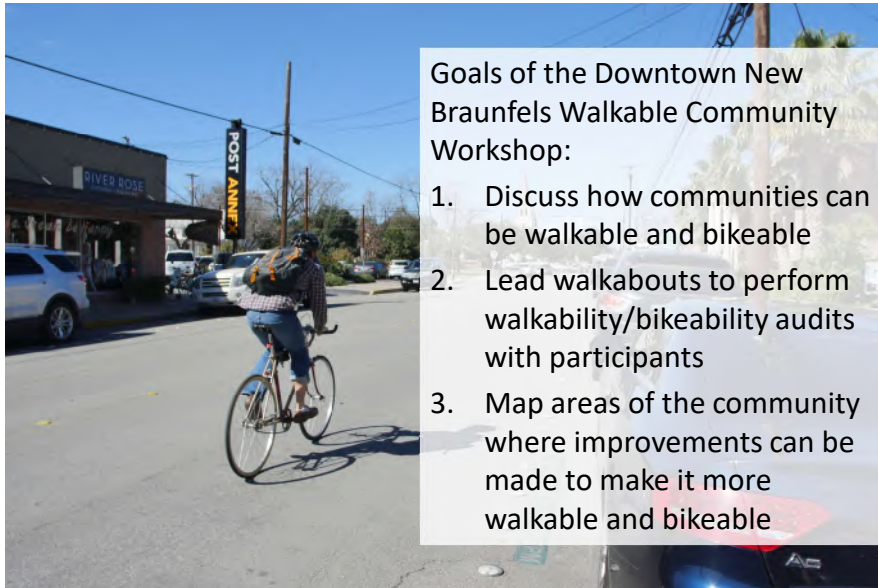 RIVER ROSE
POST ANNEX
Goals of the Downtown New
Braunfels Walkable Community
Workshop:
1. Discuss how communities can
be walkable and bikeable
2. Lead walkabouts to perform
walkability/bikeability audits
with participants
3. Map areas of the community
where improvements can be
made to make it more
walkable and bikeable